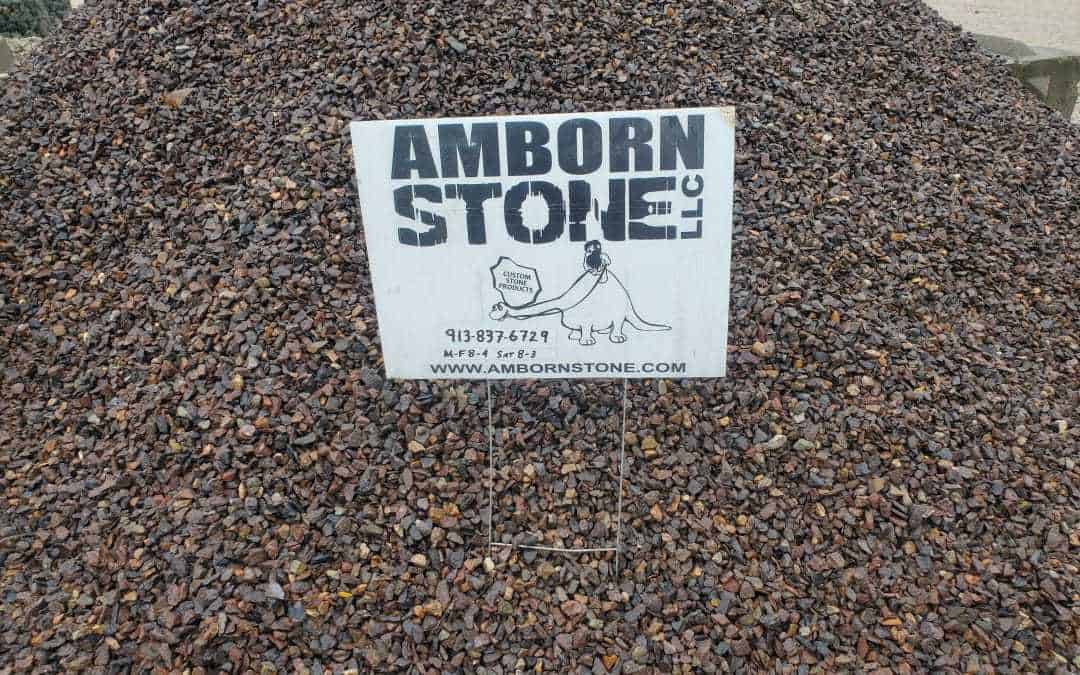 AMBORN
STONE LLC
CUSTOM
STONE
PRODUCTS
913-837-6729
M-F 8-4 SAT 8-3
WWW.AMBORNSTONE.COM